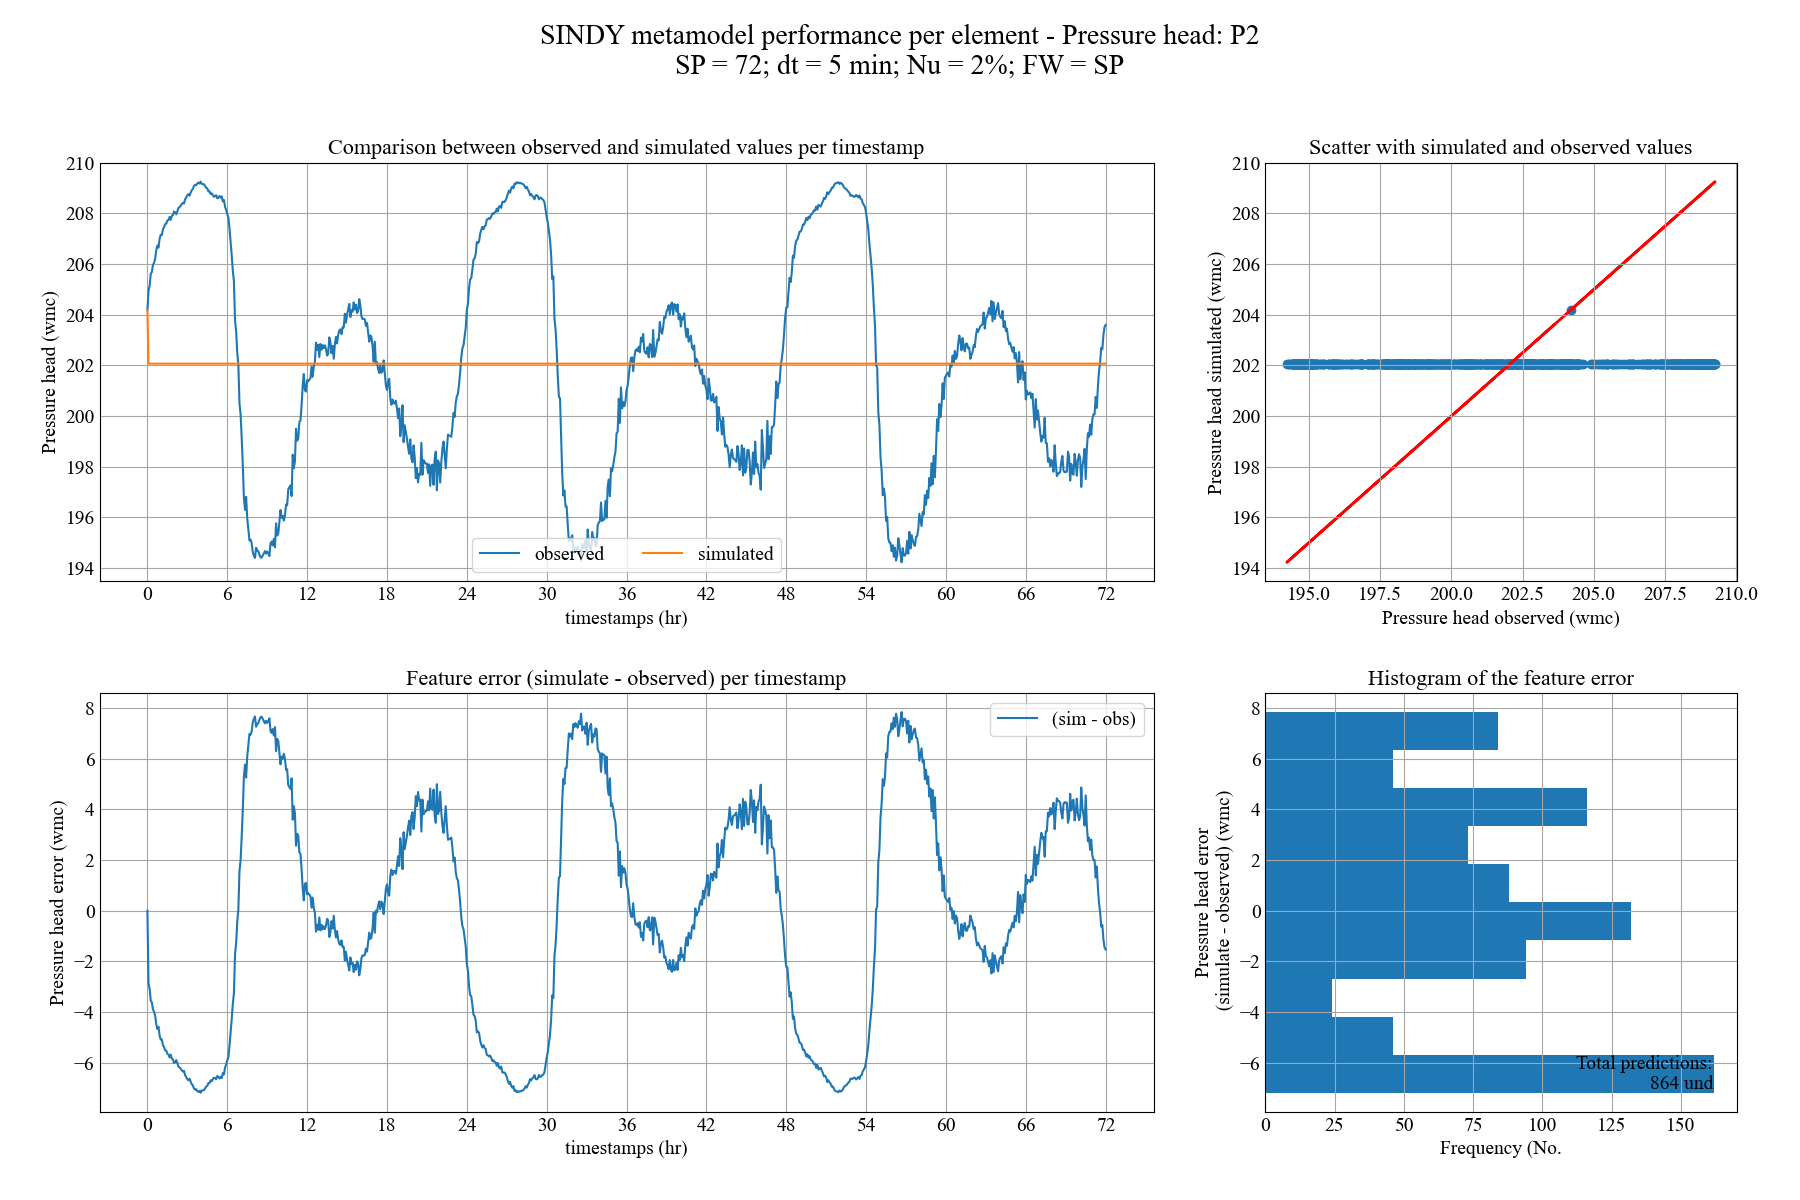 SINDY metamodel performance per element - Pressure head: P2
SP = 72; dt = 5 min; Nu = 2%; FW = SP
Comparison between observed and simulated values per timestamp
210
208
206
204
202
200
198
196
194
Pressure head (wmc)
observed
simulated
0 6 12 18 24 30 36 42 48 54 60 66 72
timestamps (hr)
Scatter with simulated and observed values
210
208
206
204
202
200
198
196
194
Pressure head simulated (wmc)
195.0 197.5 200.0 202.5 205.0 207.5 210.0
Pressure head observed (wmc)
Feature error (simulate - observed) per timestamp
8
6
4
2
0
−2
−4
−6
Pressure head error (wmc)
(sim - obs)
0 6 12 18 24 30 36 42 48 54 60 66 72
timestamps (hr)
Histogram of the feature error
8
6
4
2
0
−2
−4
−6
Pressure head error
(simulate - observed) (wmc)
Total predictions:
864 und
0 25 50 75 100 125 150
Frequency (No.